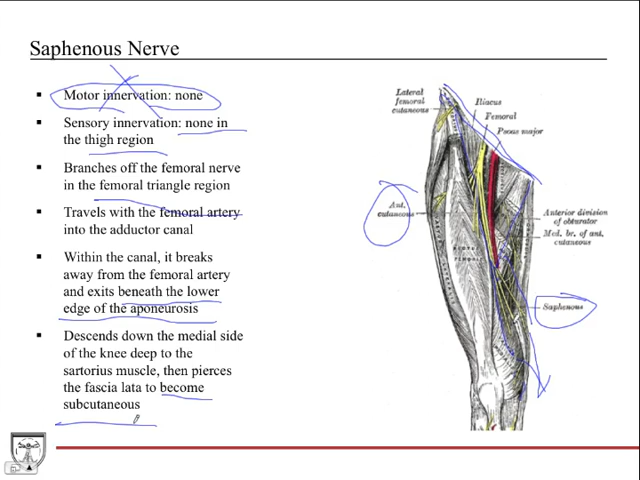 Saphenous Nerve
▪ Motor innervation: none
▪ Sensory innervation: none in
the thigh region
▪ Branches off the femoral nerve
in the femoral triangle region
▪ Travels with the femoral artery
into the adductor canal
▪ Within the canal, it breaks
away from the femoral artery
and exits beneath the lower
edge of the aponeurosis
▪ Descends down the medial side
of the knee deep to the
sartorius muscle, then pierces
the fascia lata to become
subcutaneous
Lateral
femoral
cutaneous
Iliacus
Femoral
Psoas major
Ant.
cutaneous
Anterior division
of obturator
Med. br. of ant.
cutaneous
Saphenous